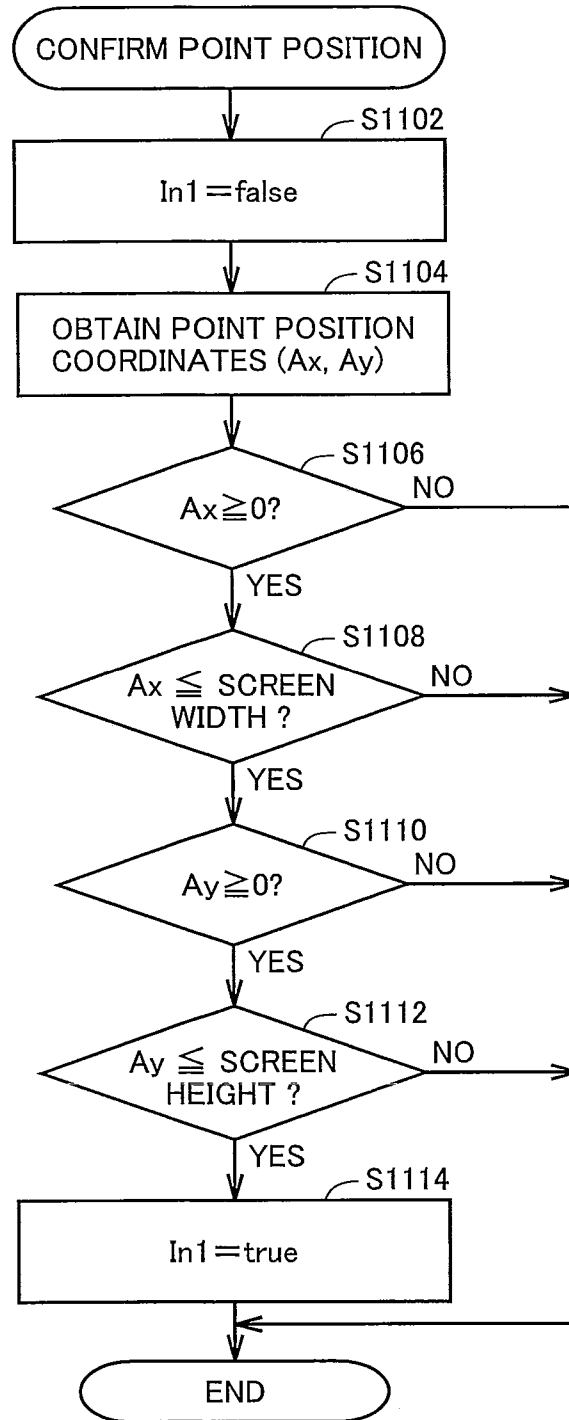 CONFIRM POINT POSITION
S1102
In1=false
S1104
OBTAIN POINT POSITION
COORDINATES (Ax, Ay)
S1106
Ax≧0?
NO
YES
S1108
Ax ≦ SCREEN
WIDTH ?
NO
YES
S1110
Ay≧0?
NO
YES
S1112
Ay ≦ SCREEN
HEIGHT ?
NO
YES
S1114
In1=true
END